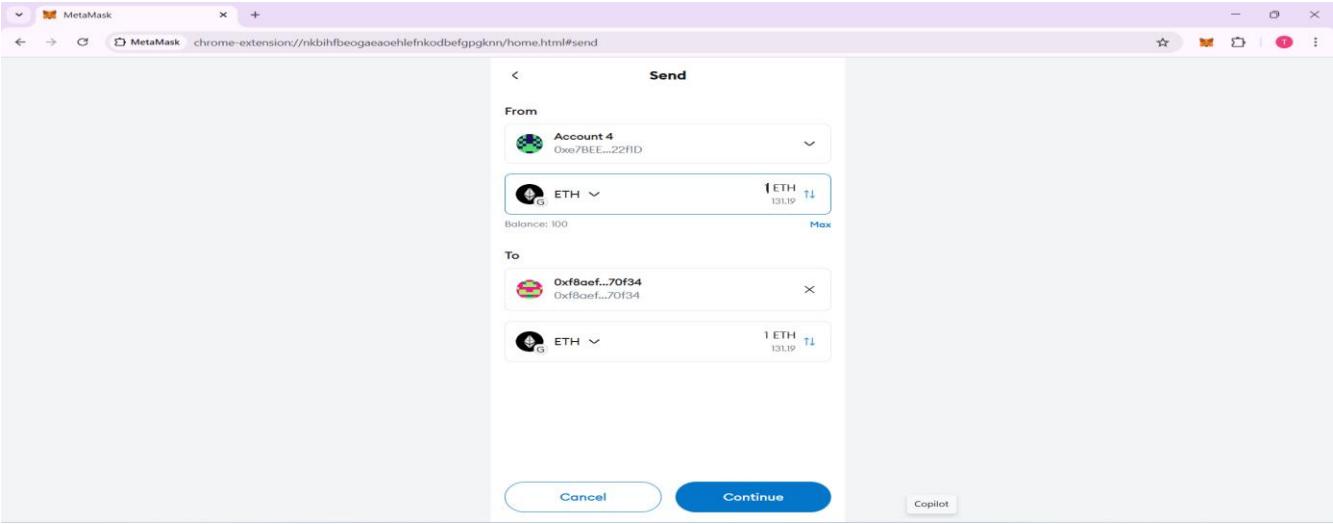 MetaMask
MetaMask chrome-extension://nkbihfbeogaeaoehlefnkodbefgpgknn/home.html#send T
Send
From
Account 4
0xe7BEE...22f1D
ETH 1 ETH
G 131.19
Balance: 100 Max
To
0xf8aef...70f34
0xf8aef...70f34
ETH 1 ETH
G 131.19
Cancel Continue
Copilot